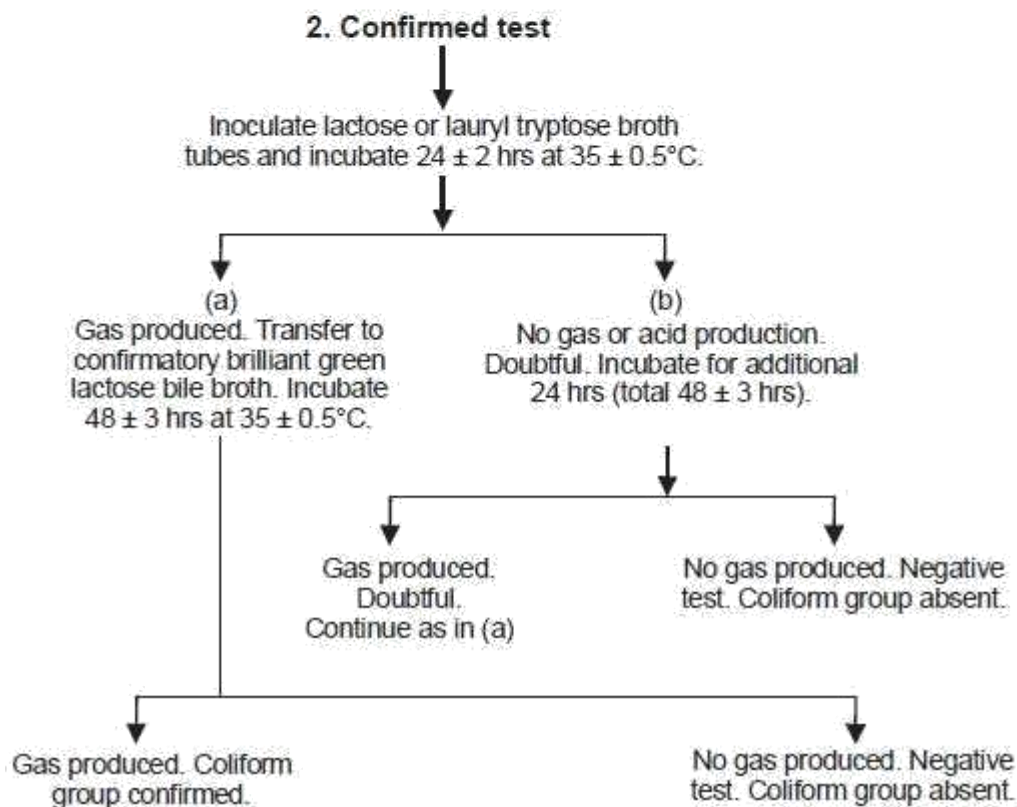 2. Confirmed test
Inoculate lactose or lauryl tryptose broth
tubes and incubate 24 ± 2 hrs at 35 ± 0.5°C.
(a)
Gas produced. Transfer to
confirmatory brilliant green
lactose bile broth. Incubate
48 ± 3 hrs at 35 ± 0.5°C.
(b)
No gas or acid production.
Doubtful. Incubate for additional
24 hrs (total 48 ± 3 hrs).
Gas produced.
Doubtful.
Continue as in (a)
No gas produced. Negative
test. Coliform group absent.
Gas produced. Coliform
group confirmed.
No gas produced. Negative
test. Coliform group absent.